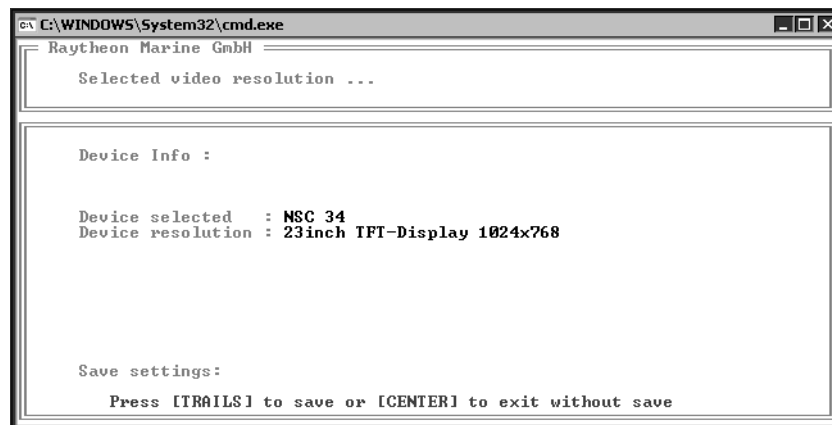 C:\WINDOWS\System32\cmd.exe
Raytheon Marine GmbH
Selected video resolution ...
Device Info :
Device selected : NSC 34
Device resolution : 23inch TFT-Display 1024x768
Save settings:
Press [TRAILS] to save or [CENTER] to exit without save